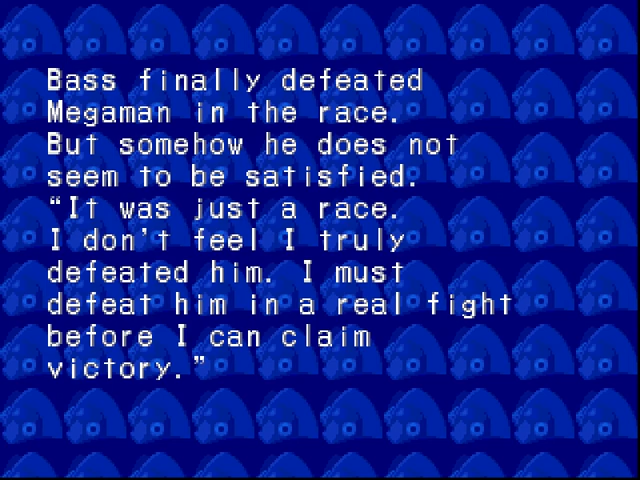 Bass finally defeated
Megaman in the race.
But somehow he does not
seem to be satisfied.
“It was just a race.
I don't feel I truly
defeated him. I must
defeat him in a real fight
before I can claim
victory.”